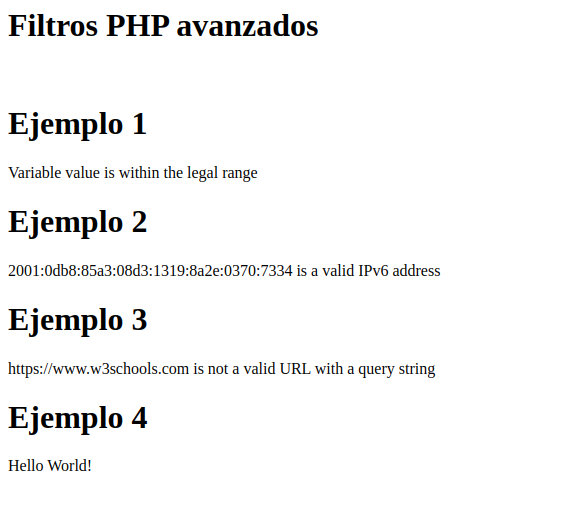 Filtros PHP avanzados
Ejemplo 1
Variable value is within the legal range
Ejemplo 2
2001:0db8:85a3:08d3:1319:8a2e:0370:7334 is a valid IPv6 address
Ejemplo 3
https://www.w3schools.com is not a valid URL with a query string
Ejemplo 4
Hello World!